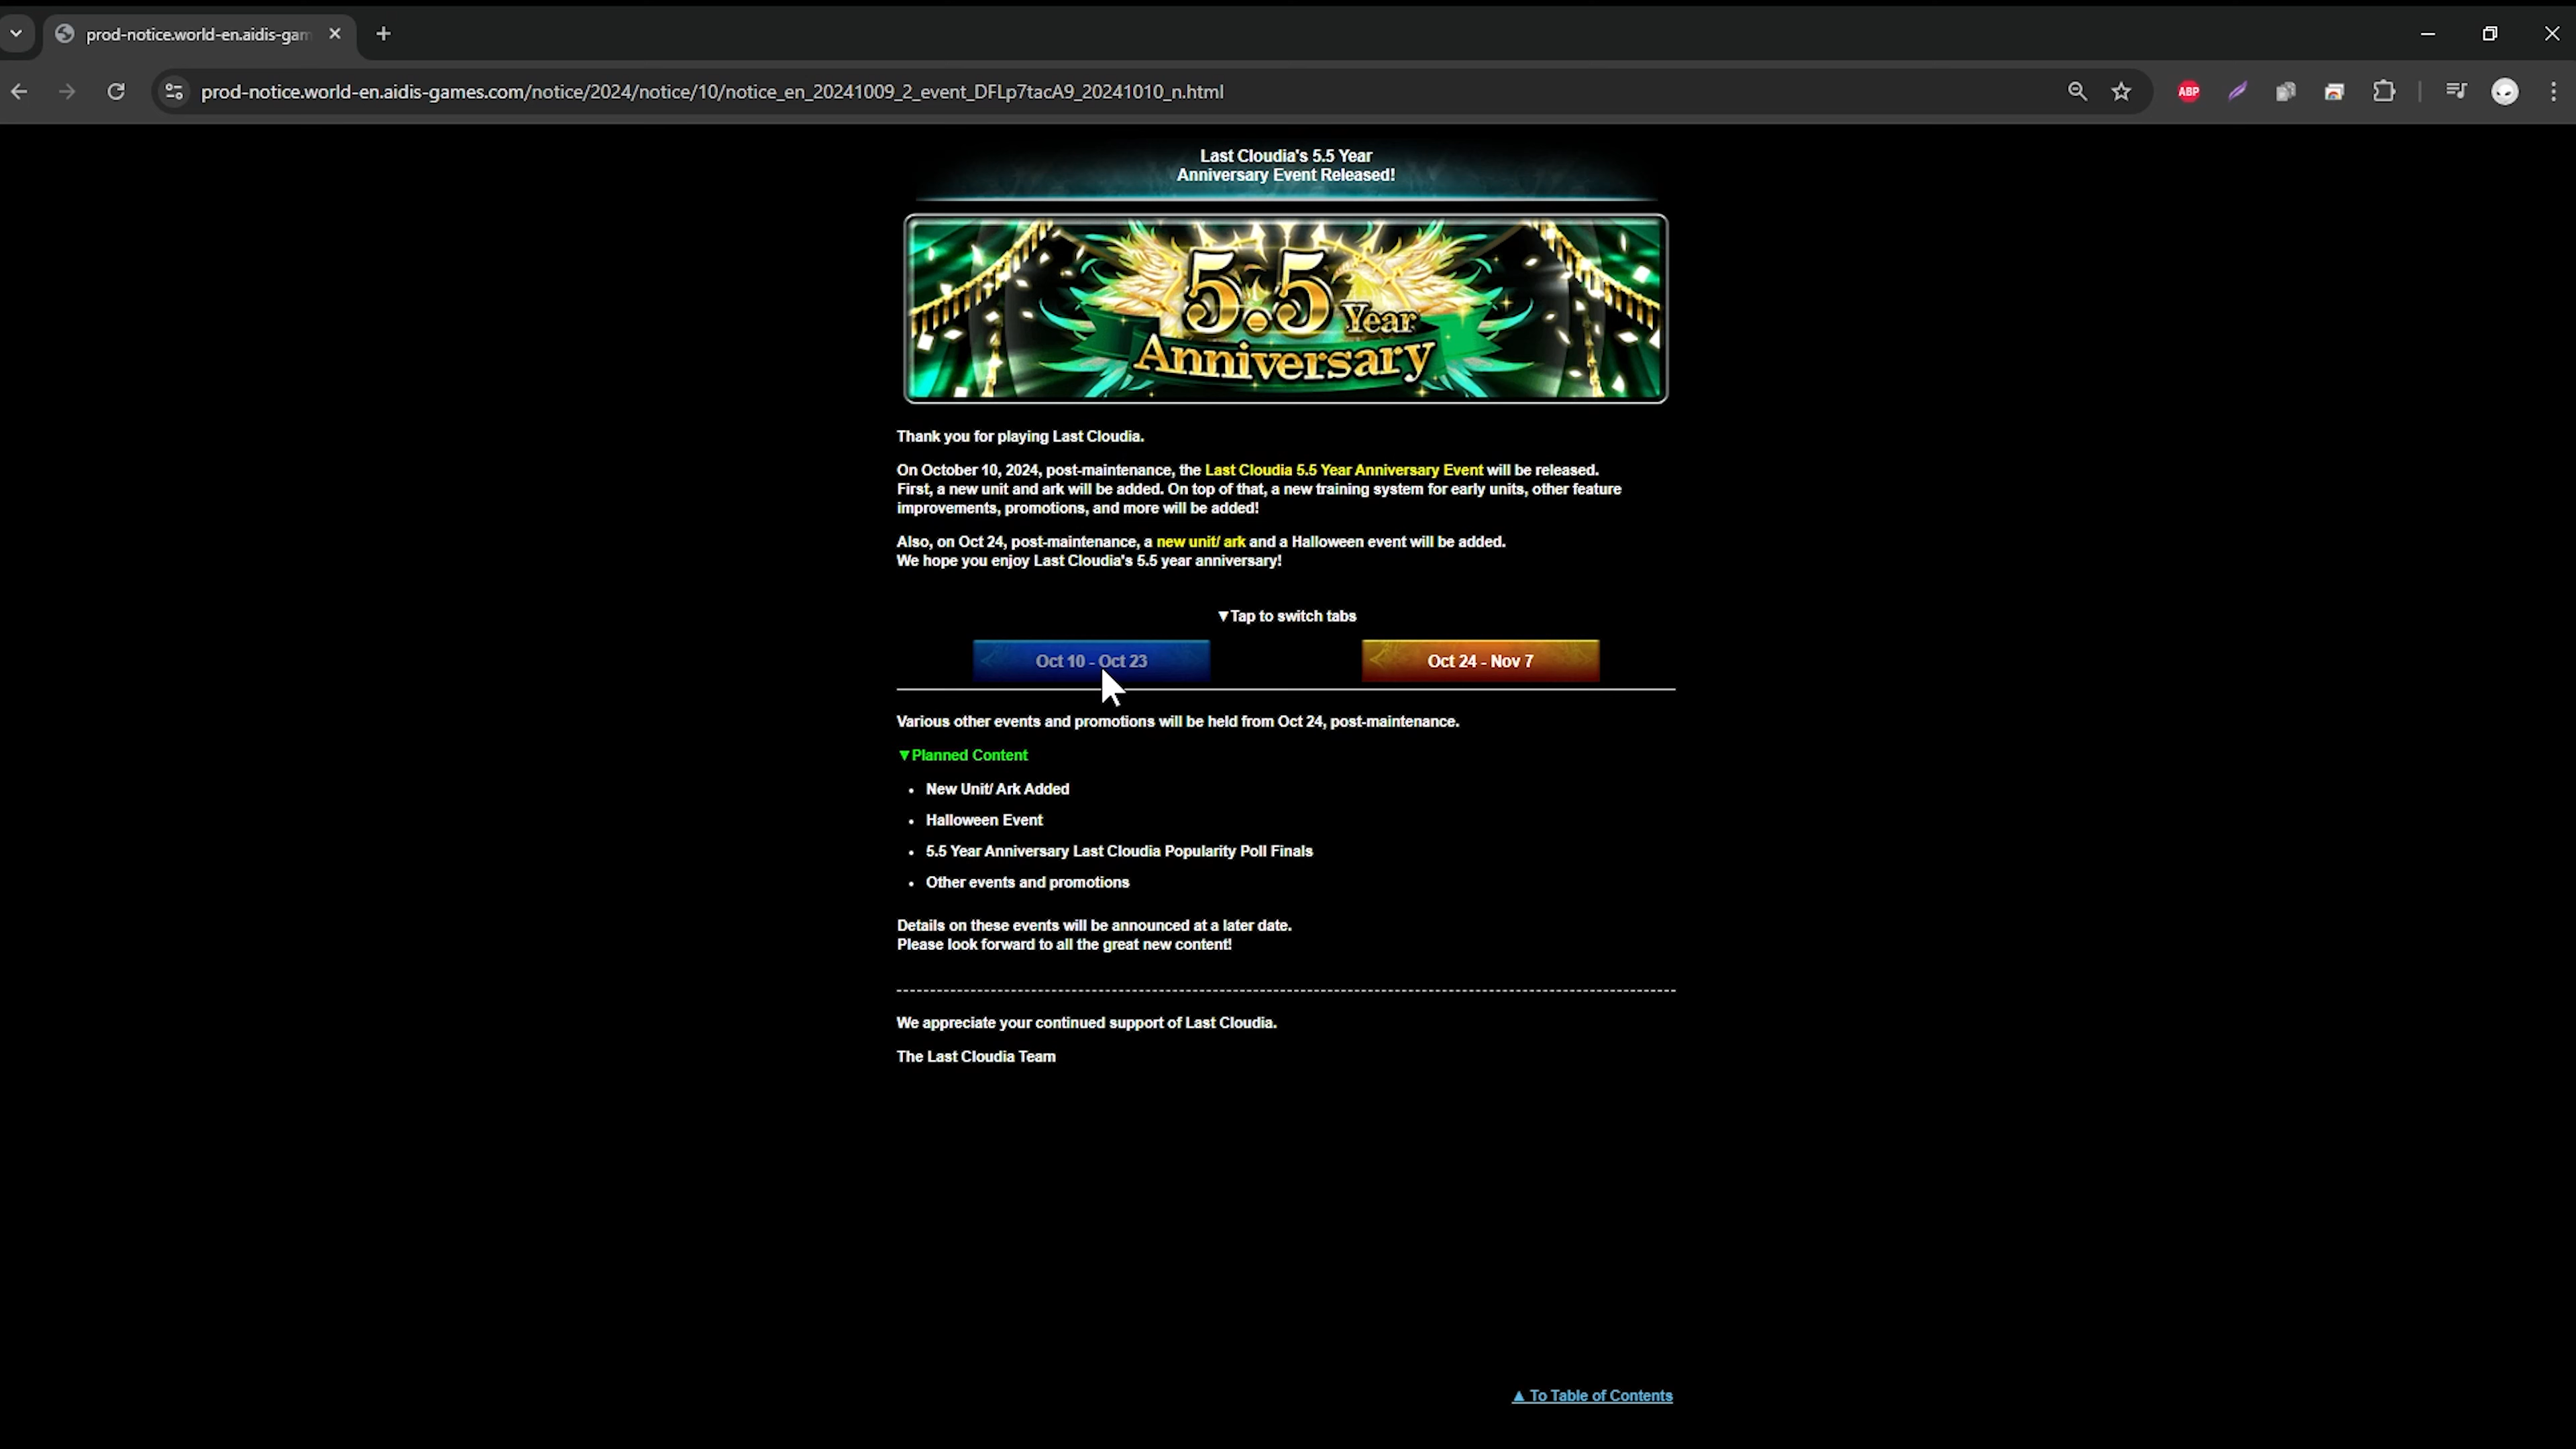 prod-notice.world-en.aidis-gam
prod-notice.world-en.aidis-games.com/notice/2024/notice/10/notice_en_20241009_2_event_DFLp7tacA9_20241010_n.html
ABP
Last Cloudia's 5.5 Year
Anniversary Event Released!
5.5 Year
Anniversary
Thank you for playing Last Cloudia.
On October 10, 2024, post-maintenance, the Last Cloudia 5.5 Year Anniversary Event will be released.
First, a new unit and ark will be added. On top of that, a new training system for early units, other feature
improvements, promotions, and more will be added!
Also, on Oct 24, post-maintenance, a new unit/ ark and a Halloween event will be added.
We hope you enjoy Last Cloudia's 5.5 year anniversary!
▼Tap to switch tabs
Oct 10 - Oct 23
Oct 24 - Nov 7
Various other events and promotions will be held from Oct 24, post-maintenance.
▼Planned Content
• New Unit/ Ark Added
• Halloween Event
• 5.5 Year Anniversary Last Cloudia Popularity Poll Finals
• Other events and promotions
Details on these events will be announced at a later date.
Please look forward to all the great new content!
We appreciate your continued support of Last Cloudia.
The Last Cloudia Team
▲ To Table of Contents